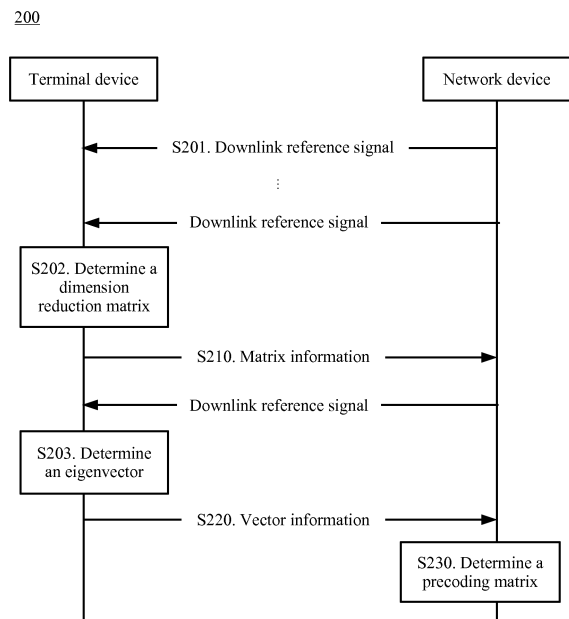 200
Terminal device
Network device
S201. Downlink reference signal
⋮
Downlink reference signal
S202. Determine a
dimension
reduction matrix
S210. Matrix information
Downlink reference signal
S203. Determine
an eigenvector
S220. Vector information
S230. Determine a
precoding matrix